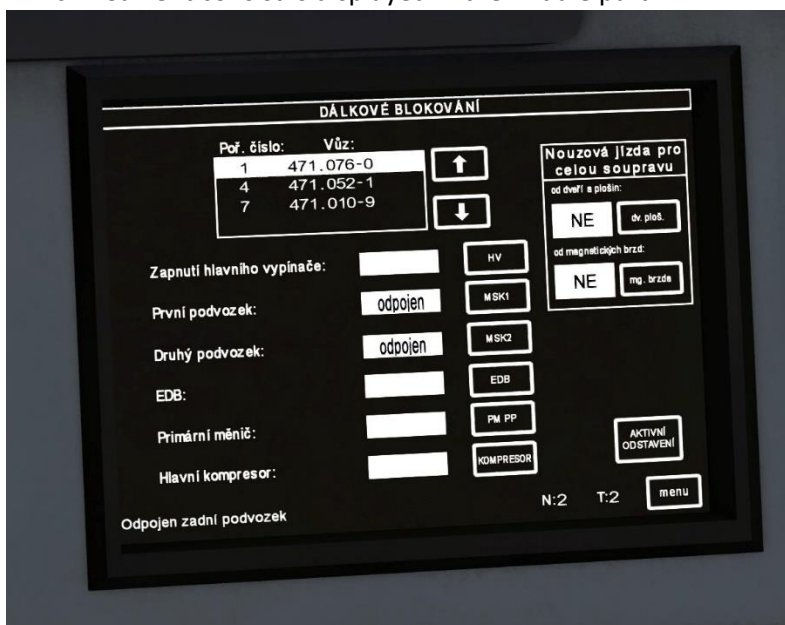 DÁLKOVÉ BLOKOVÁNÍ
Poř. číslo: Vůz:
1 471.076-0
4 471.052-1
7 471.010-9
Nouzová jízda pro
celou soupravu
od dveří a plošin:
NE dv. ploš.
od magnetických brzd:
NE mg. brzda
Zapnutí hlavního vypínače: HV
První podvozek: odpojen MSK1
Druhý podvozek: odpojen MSK2
EDB: EDB
Primární měnič: PM PP
Hlavní kompresor: KOMPRESOR
AKTIVNÍ
ODSTAVENÍ
N:2 T:2 menu
Odpojen zadní podvozek